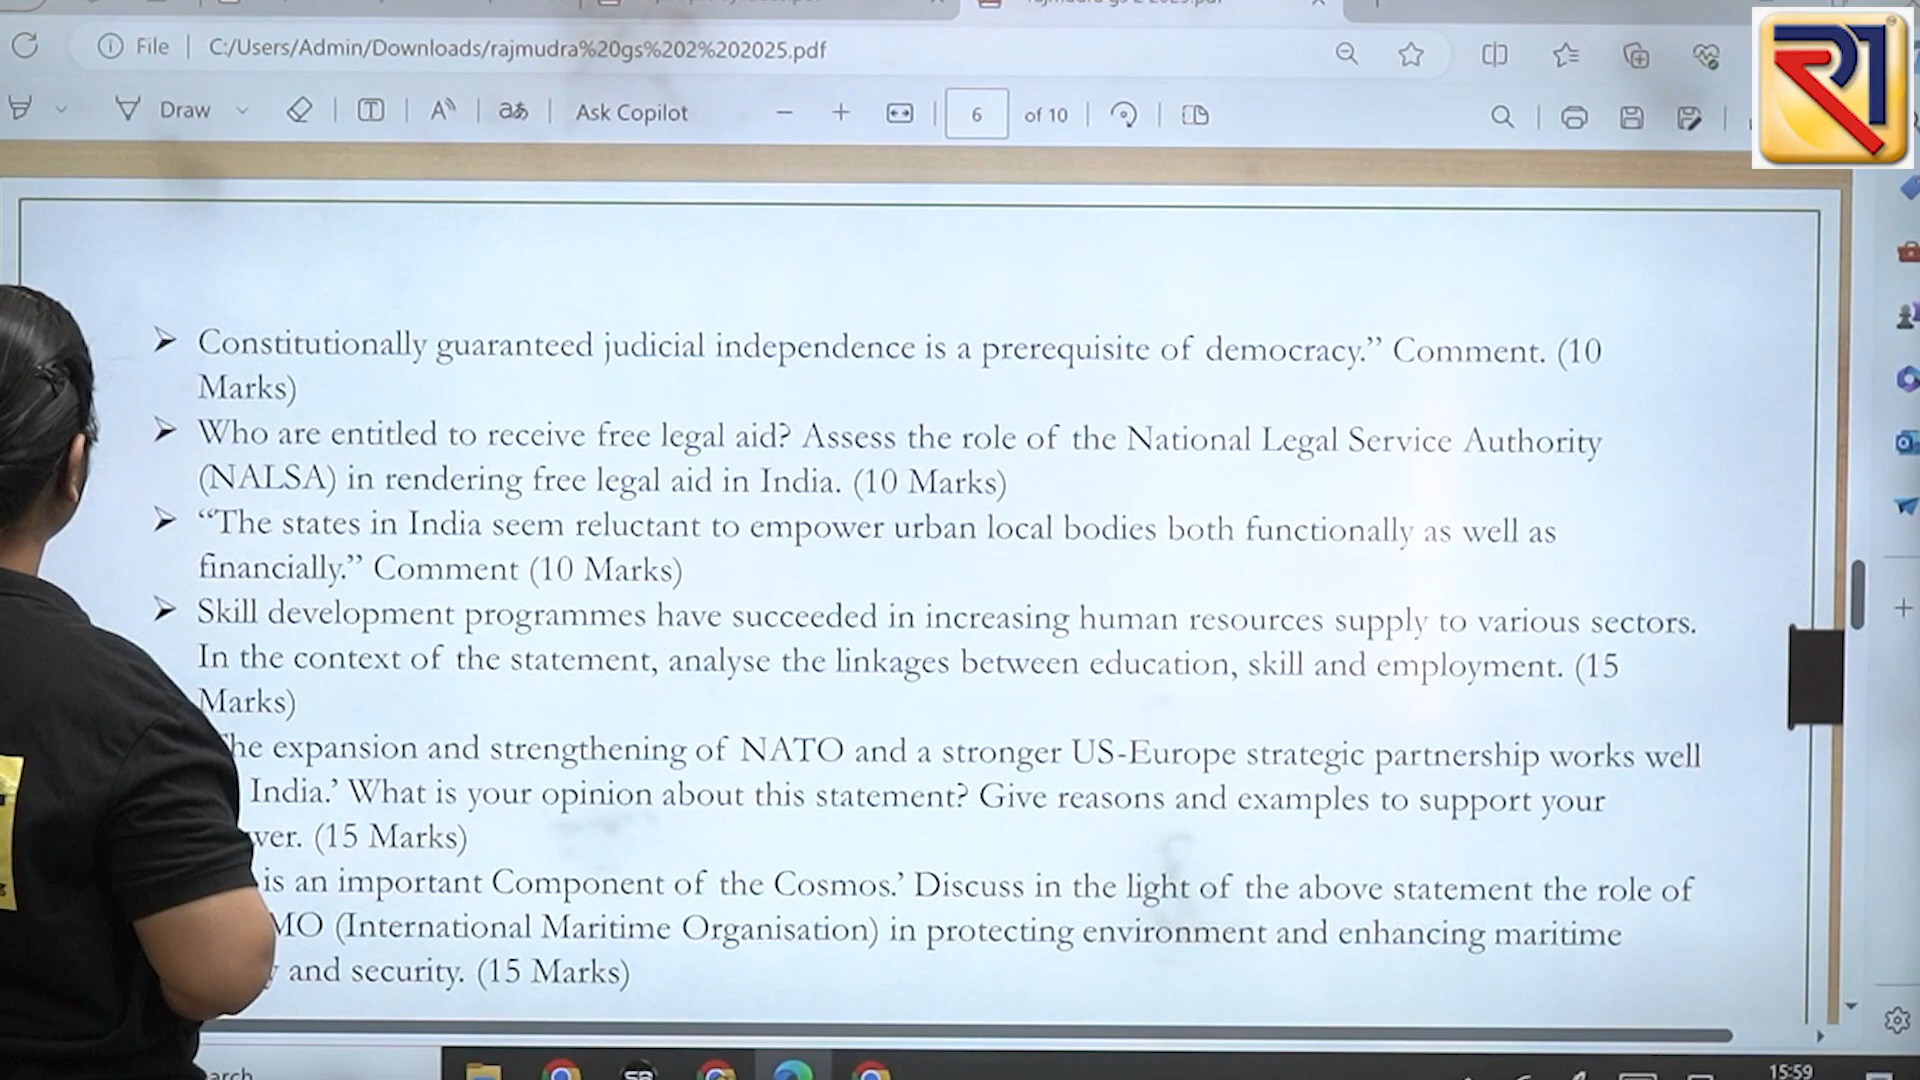 File
C:/Users/Admin/Downloads/rajmudra%20gs%202%202025.pdf
Draw
aあ
Ask Copilot
6
of 10
Constitutionally guaranteed judicial independence is a prerequisite of democracy.” Comment. (10
Marks)
Who are entitled to receive free legal aid? Assess the role of the National Legal Service Authority
(NALSA) in rendering free legal aid in India. (10 Marks)
“The states in India seem reluctant to empower urban local bodies both functionally as well as
financially.” Comment (10 Marks)
Skill development programmes have succeeded in increasing human resources supply to various sectors.
In the context of the statement, analyse the linkages between education, skill and employment. (15
Marks)
he expansion and strengthening of NATO and a stronger US-Europe strategic partnership works well
India.’ What is your opinion about this statement? Give reasons and examples to support your
wer. (15 Marks)
is an important Component of the Cosmos.’ Discuss in the light of the above statement the role of
MO (International Maritime Organisation) in protecting environment and enhancing maritime
and security. (15 Marks)
15:59